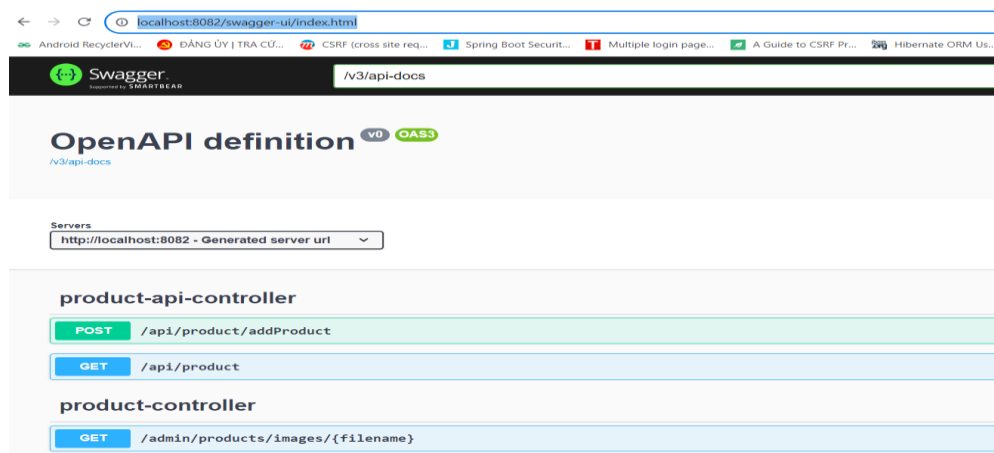 localhost:8082/swagger-ui/index.html
Android RecyclerVi... ĐẢNG ỦY | TRA CỨ... CSRF (cross site req... Spring Boot Securit... Multiple login page... A Guide to CSRF Pr... Hibernate ORM Us...
Swagger.
Supported by SMARTBEAR
/v3/api-docs
OpenAPI definition v0 OAS3
/v3/api-docs
Servers
http://localhost:8082 - Generated server url
product-api-controller
POST /api/product/addProduct
GET /api/product
product-controller
GET /admin/products/images/{filename}